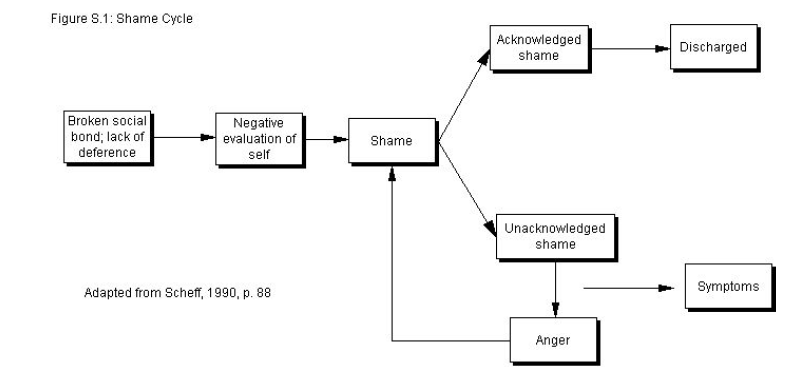 Figure S.1: Shame Cycle
Acknowledged
shame
Discharged
Broken social
bond; lack of
deference
Negative
evaluation of
self
Shame
Unacknowledged
shame
Symptoms
Adapted from Scheff, 1990, p. 88
Anger